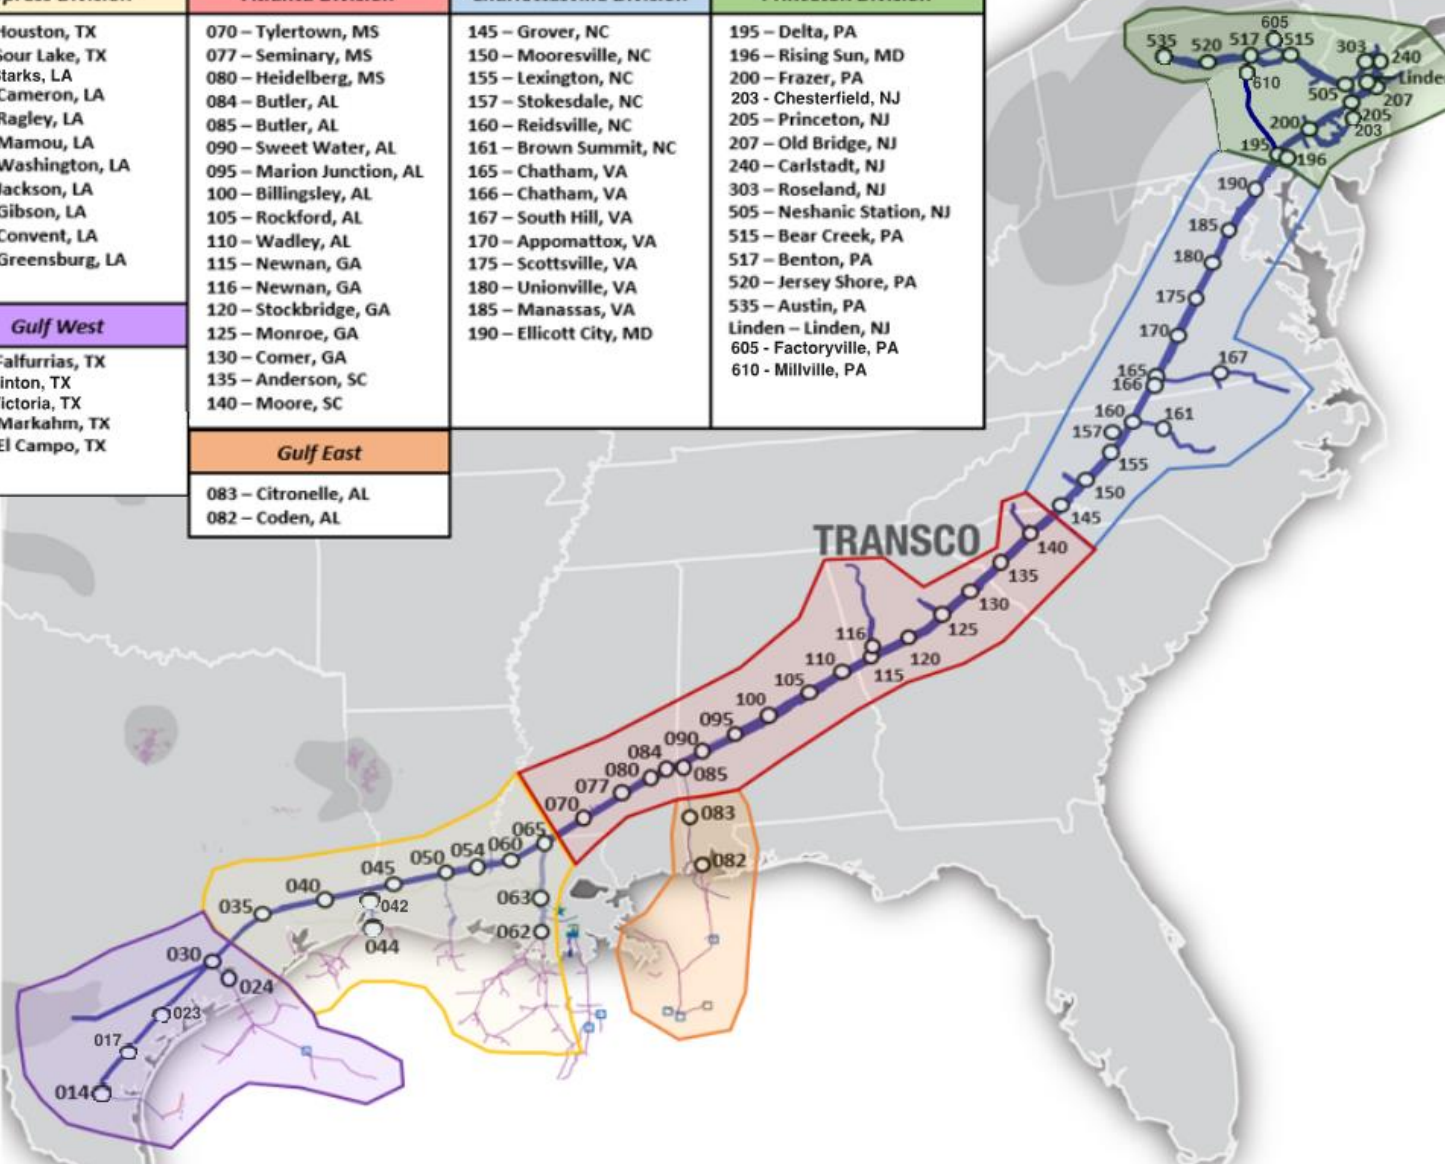 Houston, TX
Sour Lake, TX
Starks, LA
Cameron, LA
Ragley, LA
Mamou, LA
Washington, LA
Jackson, LA
Gibson, LA
Convent, LA
Greensburg, LA
Gulf West
Falfurrias, TX
inton, TX
ictoria, TX
Markahm, TX
El Campo, TX
070 – Tylertown, MS
077 – Seminary, MS
080 – Heidelberg, MS
084 – Butler, AL
085 – Butler, AL
090 – Sweet Water, AL
095 – Marion Junction, AL
100 – Billingsley, AL
105 – Rockford, AL
110 – Wadley, AL
115 – Newnan, GA
116 – Newnan, GA
120 – Stockbridge, GA
125 – Monroe, GA
130 – Comer, GA
135 – Anderson, SC
140 – Moore, SC
Gulf East
083 – Citronelle, AL
082 – Coden, AL
145 – Grover, NC
150 – Mooresville, NC
155 – Lexington, NC
157 – Stokesdale, NC
160 – Reidsville, NC
161 – Brown Summit, NC
165 – Chatham, VA
166 – Chatham, VA
167 – South Hill, VA
170 – Appomattox, VA
175 – Scottsville, VA
180 – Unionville, VA
185 – Manassas, VA
190 – Ellicott City, MD
195 – Delta, PA
196 – Rising Sun, MD
200 – Frazer, PA
203 - Chesterfield, NJ
205 – Princeton, NJ
207 – Old Bridge, NJ
240 – Carlstadt, NJ
303 – Roseland, NJ
505 – Neshanic Station, NJ
515 – Bear Creek, PA
517 – Benton, PA
520 – Jersey Shore, PA
535 – Austin, PA
Linden – Linden, NJ
605 - Factoryville, PA
610 - Millville, PA
605
535
520
517
515
303
240
610
Linde
505
207
200
205
203
195
196
190
185
180
175
170
165
166
167
160
161
157
155
150
145
TRANSCO
140
135
130
125
116
120
110
115
105
100
095
090
084
085
080
077
070
083
065
082
060
054
050
045
040
042
063
035
062
044
030
024
023
017
014